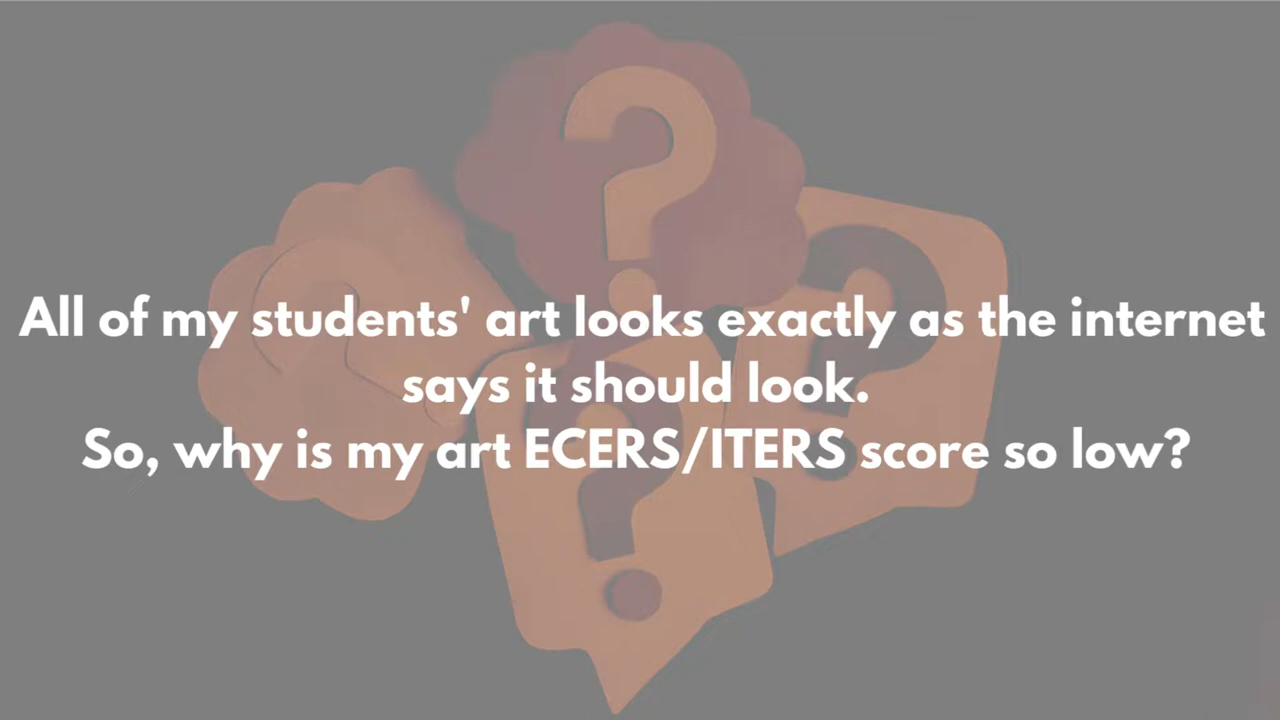 All of my students' art looks exactly as the internet
says it should look.
So, why is my art ECERS/ITERS score so low?